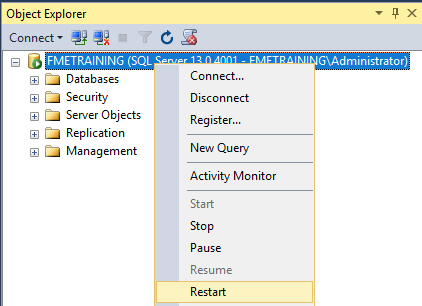 Object Explorer
Connect
FMETRAINING (SQL Server 13.0.4001 - FMETRAINING\Administrator)
Databases
Security
Server Objects
Replication
Management
Connect...
Disconnect
Register...
New Query
Activity Monitor
Start
Stop
Pause
Resume
Restart